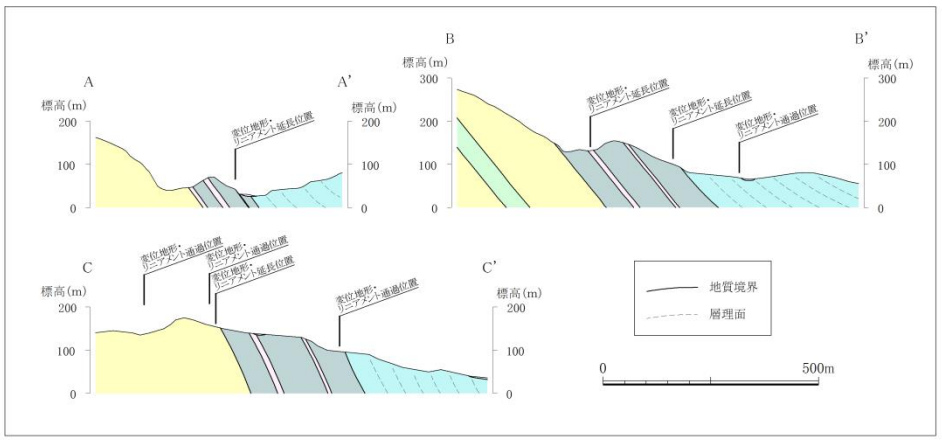 A
A'
標高(m)
標高(m)
200
100
0
200
100
0
変位地形・
リニアメント延長位置
B
B'
標高(m)
標高(m)
300
200
100
0
300
200
100
0
変位地形・
リニアメント延長位置
変位地形・
リニアメント延長位置
変位地形・
リニアメント通過位置
C
C'
標高(m)
標高(m)
200
100
0
200
100
0
変位地形・
リニアメント通過位置
変位地形・
リニアメント通過位置
変位地形・
リニアメント延長位置
変位地形・
リニアメント通過位置
地質境界
層理面
0
500m